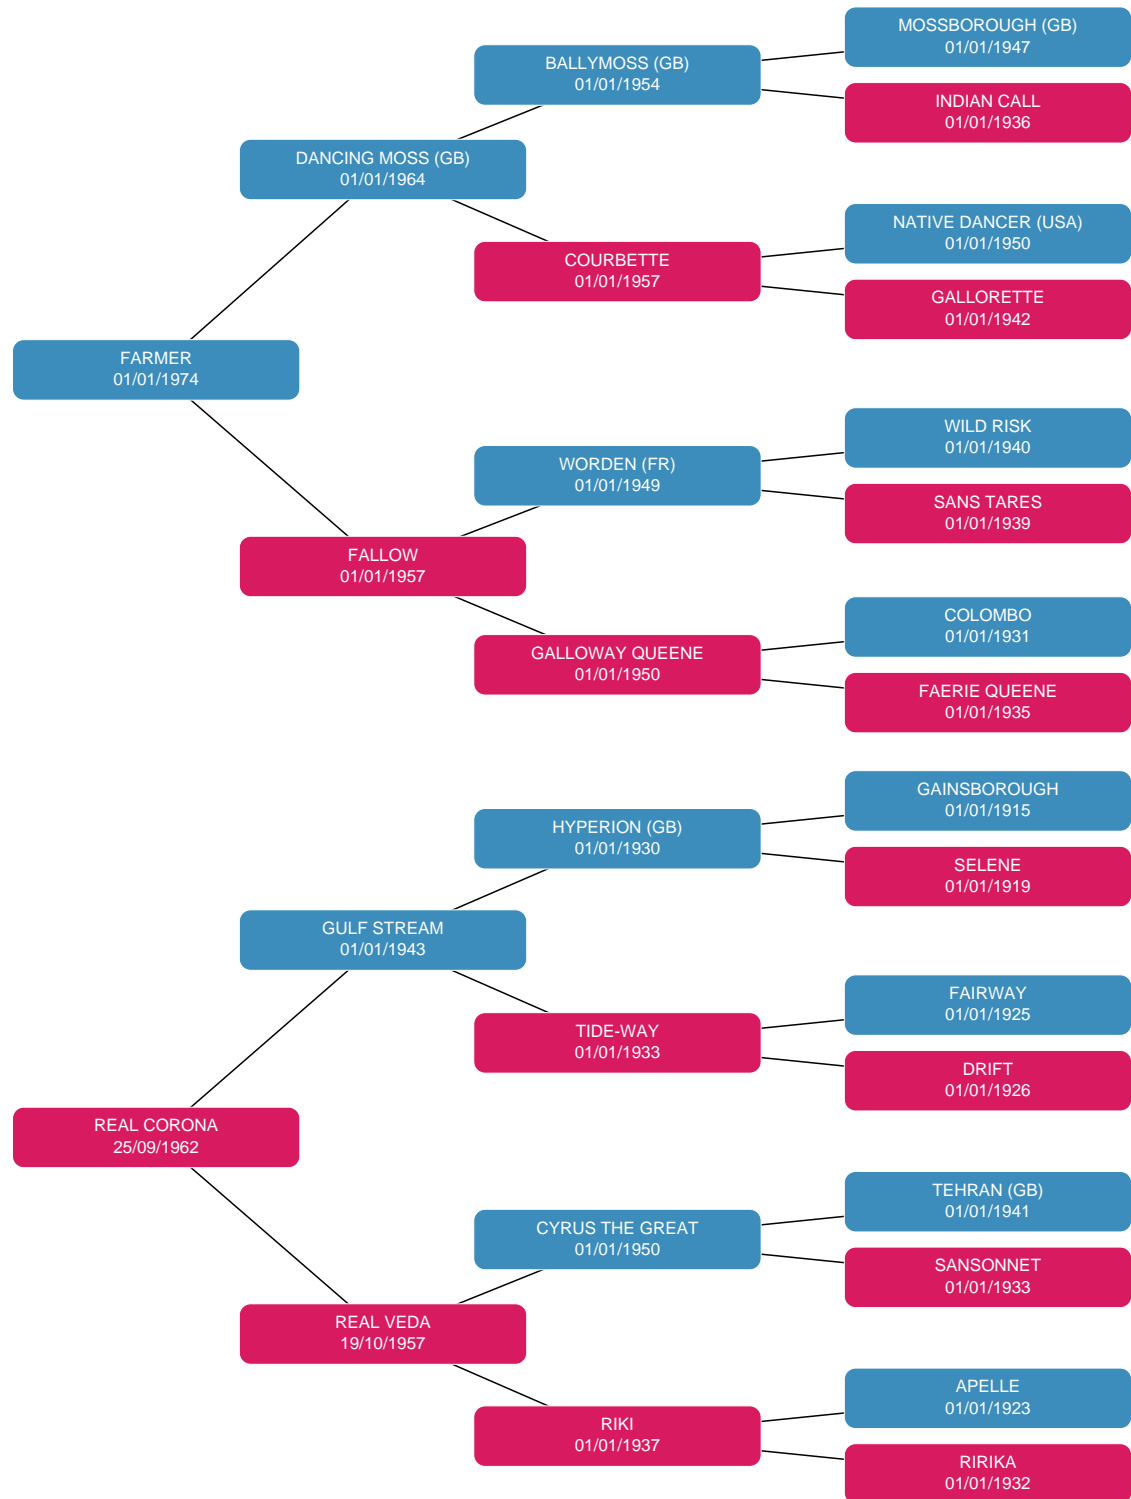 MOSSBOROUGH (GB)
01/01/1947
BALLYMOSS (GB)
01/01/1954
INDIAN CALL
01/01/1936
DANCING MOSS (GB)
01/01/1964
NATIVE DANCER (USA)
01/01/1950
COURBETTE
01/01/1957
GALLORETTE
01/01/1942
FARMER
01/01/1974
WILD RISK
01/01/1940
WORDEN (FR)
01/01/1949
SANS TARES
01/01/1939
FALLOW
01/01/1957
COLOMBO
01/01/1931
GALLOWAY QUEENE
01/01/1950
FAERIE QUEENE
01/01/1935
GAINSBOROUGH
01/01/1915
HYPERION (GB)
01/01/1930
SELENE
01/01/1919
GULF STREAM
01/01/1943
FAIRWAY
01/01/1925
TIDE-WAY
01/01/1933
DRIFT
01/01/1926
REAL CORONA
25/09/1962
TEHRAN (GB)
01/01/1941
CYRUS THE GREAT
01/01/1950
SANSONNET
01/01/1933
REAL VEDA
19/10/1957
APELLE
01/01/1923
RIKI
01/01/1937
RIRIKA
01/01/1932